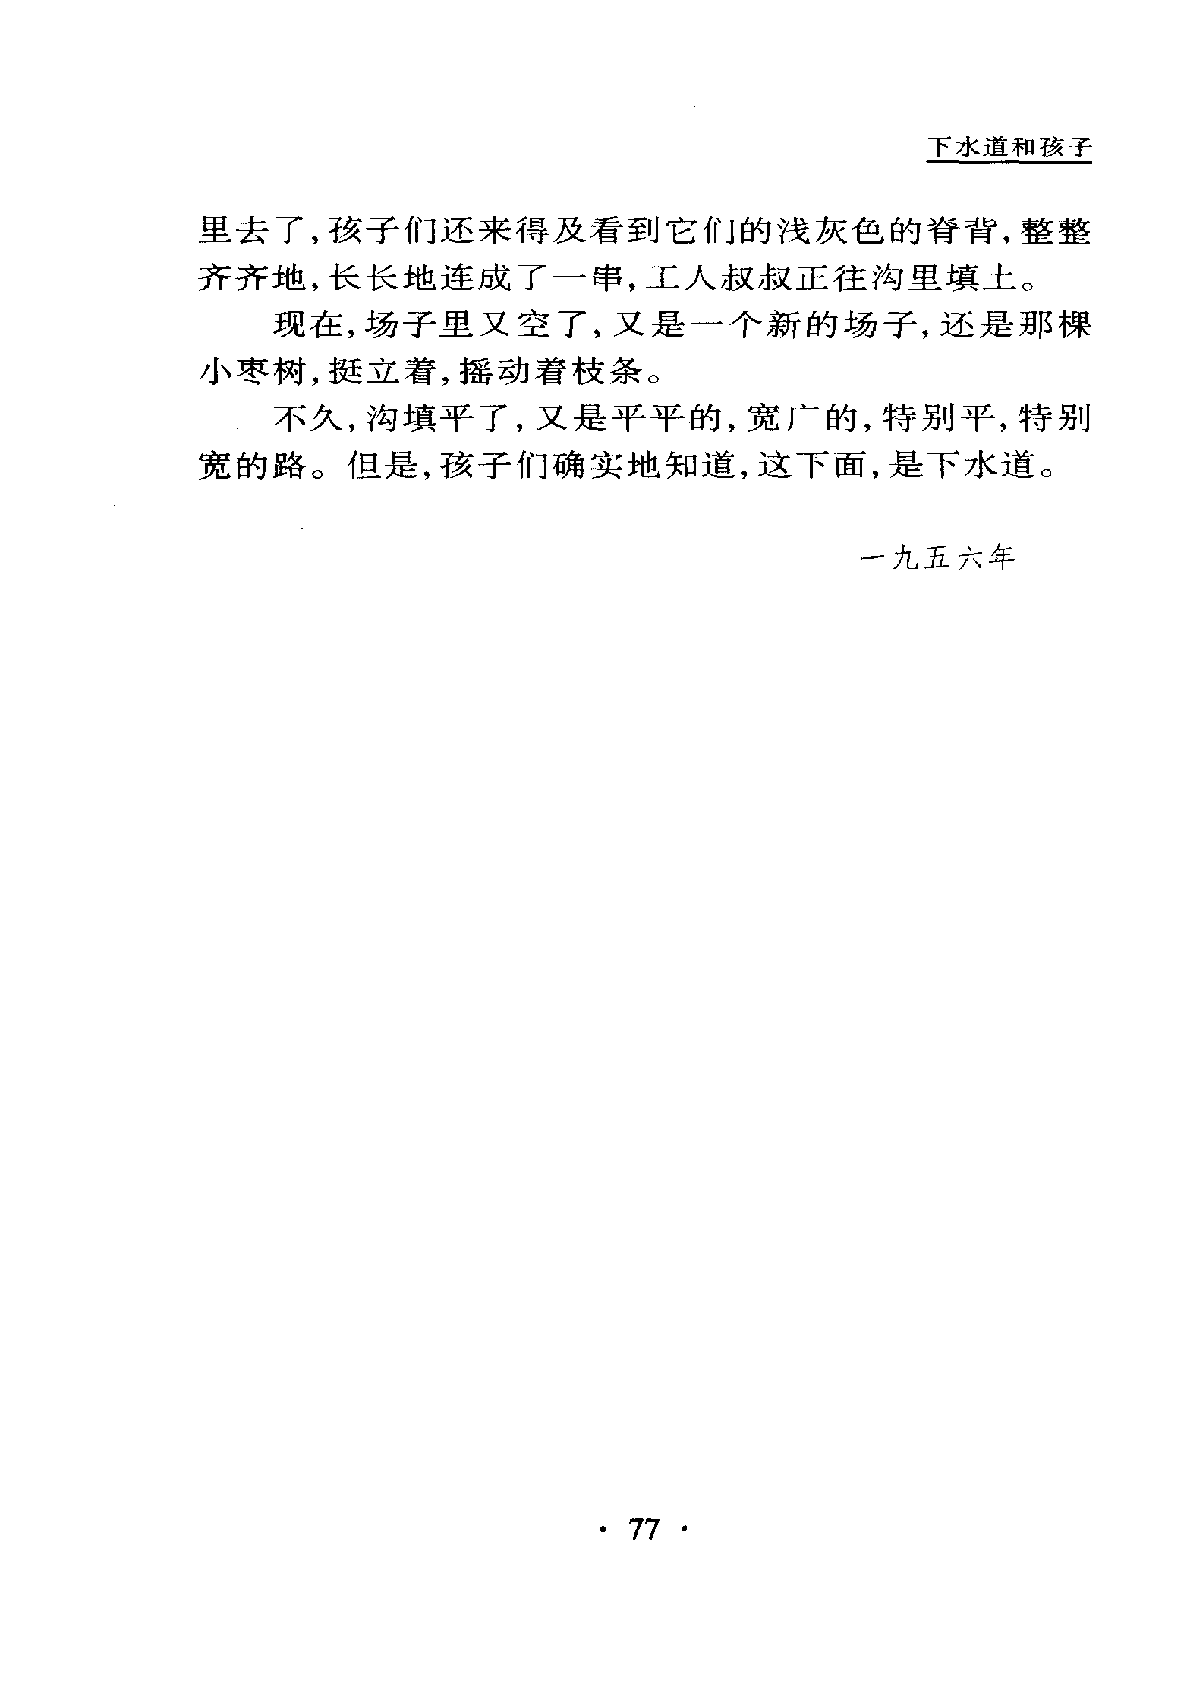 下水道和孩子
里去了,孩子们还来得及看到它们的浅灰色的脊背,整整
齐齐地,长长地连成了一串,工人叔叔正往沟里填土。
现在,场子里又空了,又是一个新的场子,还是那棵
小枣树,挺立着,摇动着枝条。
不久,沟填平了,又是平平的,宽广的,特别平,特别
宽的路。但是,孩子们确实地知道,这下面,是下水道。
一九五六年
· 77 ·